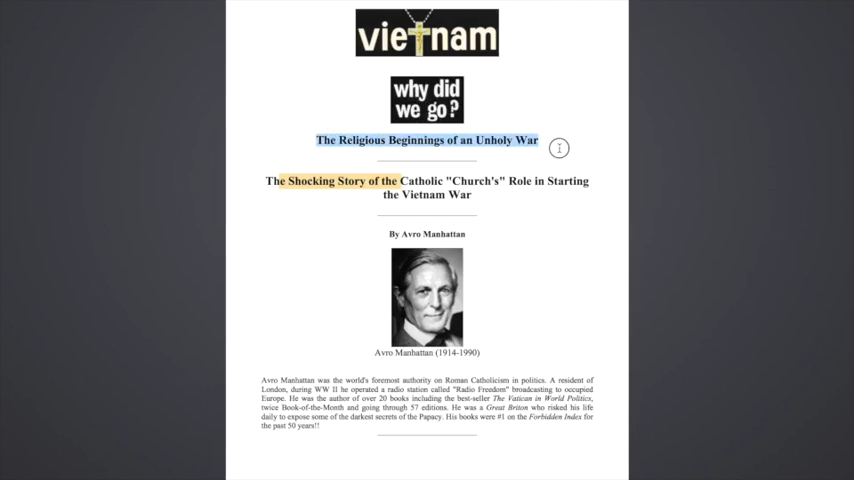 vietnam
why did
we go?
The Religious Beginnings of an Unholy War
The Shocking Story of the Catholic "Church's" Role in Starting
the Vietnam War
By Avro Manhattan
Avro Manhattan (1914-1990)
Avro Manhattan was the world's foremost authority on Roman Catholicism in politics. A resident of
London, during WW II he operated a radio station called "Radio Freedom" broadcasting to occupied
Europe. He was the author of over 20 books including the best-seller The Vatican in World Politics,
twice Book-of-the-Month and going through 57 editions. He was a Great Briton who risked his life
daily to expose some of the darkest secrets of the Papacy. His books were #1 on the Forbidden Index for
the past 50 years!!